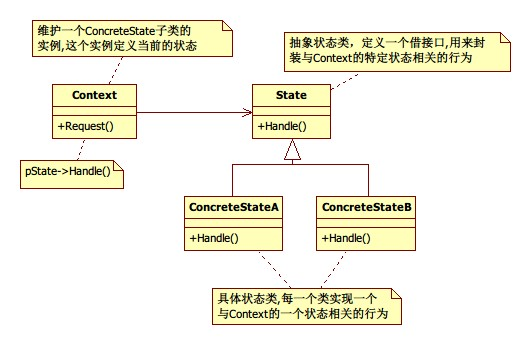 维护一个ConcreteState子类的
实例,这个实例定义当前的状态
抽象状态类，定义一个借接口,用来封
装与Context的特定状态相关的行为
Context
+Request()
State
+Handle()
pState->Handle()
ConcreteStateA
+Handle()
ConcreteStateB
+Handle()
具体状态类,每一个类实现一个
与Context的一个状态相关的行为